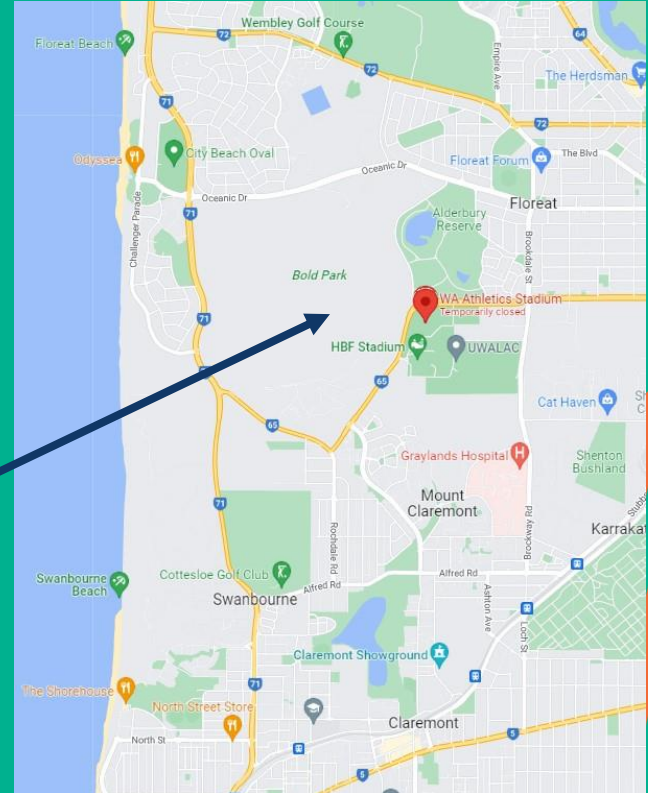 Wembley Golf Course
Floreat Beach
72
64
Empire Ave
The Herdsman
72
71
72
City Beach Oval
Odyssea
Floreat Forum
The Blvd
Oceanic Dr
Oceanic Dr
Floreat
71
Alderbury
Reserve
Challenger Parade
Brookdale St
Bold Park
WA Athletics Stadium
Temporarily closed
71
HBF Stadium
UWALAC
71
65
Cat Haven
65
Graylands Hospital
H
Shenton
Bushland
Mount
Claremont
71
Rochdale Rd
Brockway Rd
Swanbourne
Beach
Cottesloe Golf Club
Alfred Rd
Alfred Rd
Swanbourne
Ashton Ave
Loch St
Claremont Showground
The Shorehouse
71
North Street Store
Claremont
North St
5
5